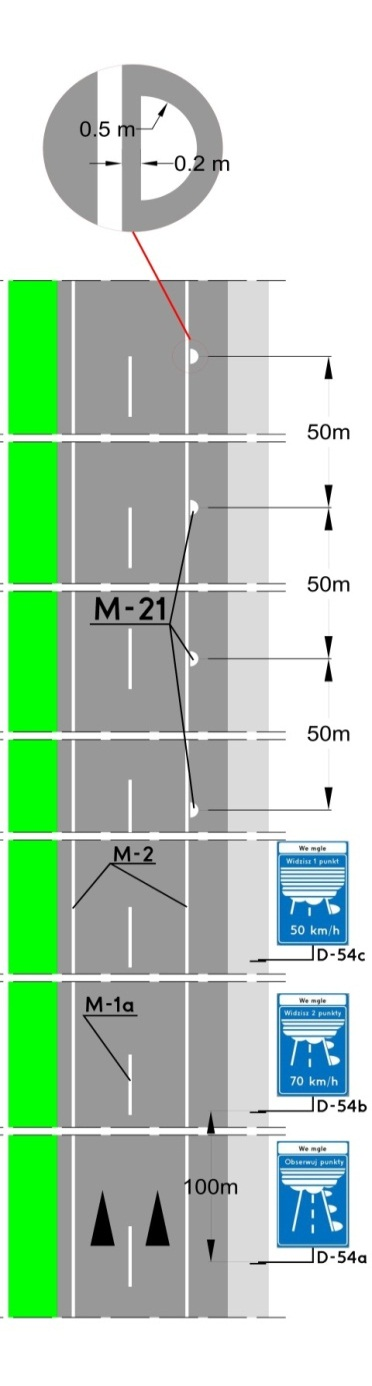 0.5 m
0.2 m
50m
50m
M-21
50m
M-2
We mgle
Widzisz 1 punkt
50 km/h
D-54c
M-1a
We mgle
Widzisz 2 punkty
70 km/h
D-54b
100m
We mgle
Obserwuj punkty
D-54a